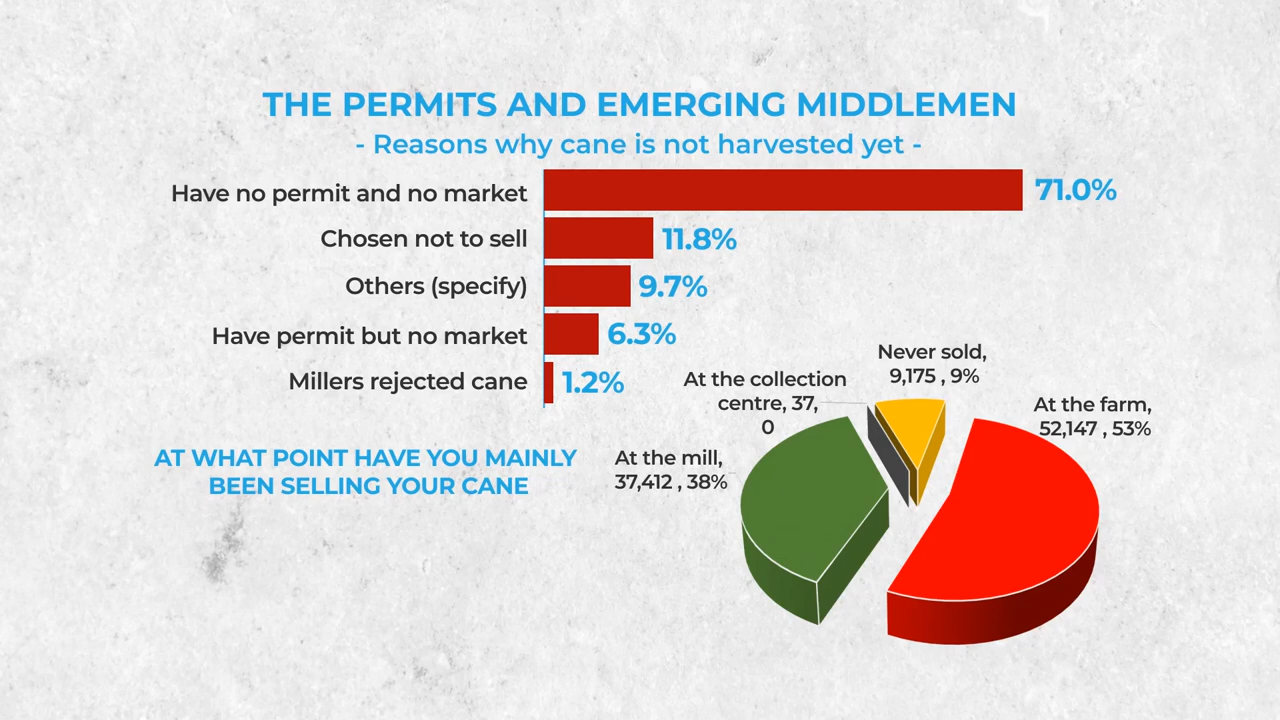 THE PERMITS AND EMERGING MIDDLEMEN
- Reasons why cane is not harvested yet -
Have no permit and no market 71.0%
Chosen not to sell 11.8%
Others (specify) 9.7%
Have permit but no market 6.3%
Millers rejected cane 1.2%
AT WHAT POINT HAVE YOU MAINLY
BEEN SELLING YOUR CANE
Never sold,
9,175 , 9%
At the collection
centre, 37,
0
At the farm,
52,147 , 53%
At the mill,
37,412 , 38%